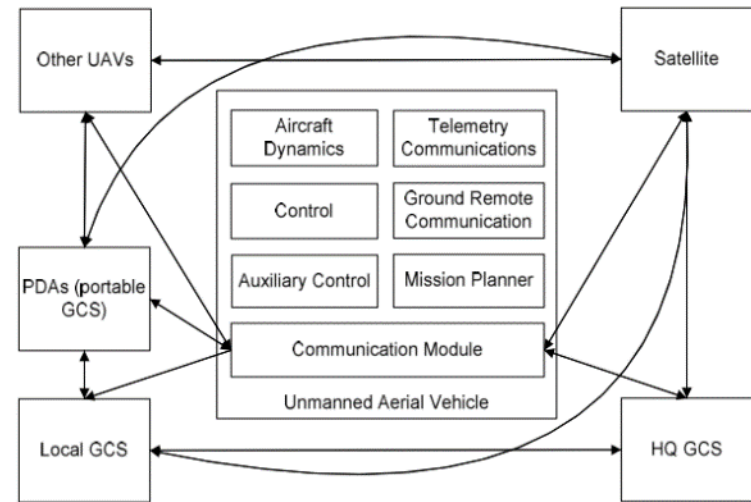 Other UAVs
Satellite
Aircraft
Dynamics
Telemetry
Communications
Control
Ground Remote
Communication
PDAs (portable
GCS)
Auxiliary Control
Mission Planner
Communication Module
Unmanned Aerial Vehicle
Local GCS
HQ GCS